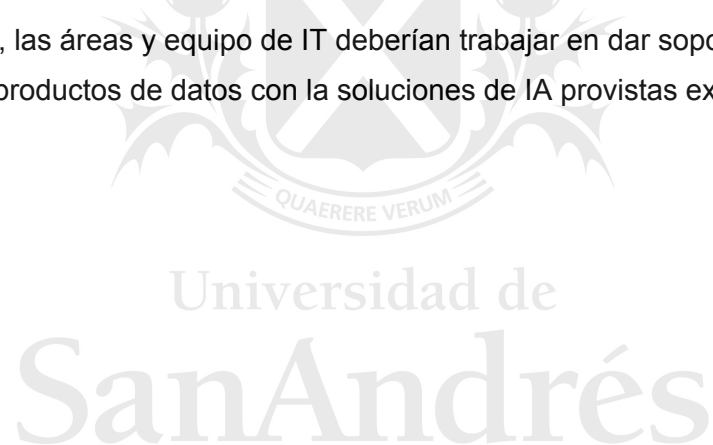 , las áreas y equipo de IT deberían trabajar en dar sopo
productos de datos con la soluciones de IA provistas ex
QUAERERE VERUM
Universidad de
SanAndrés